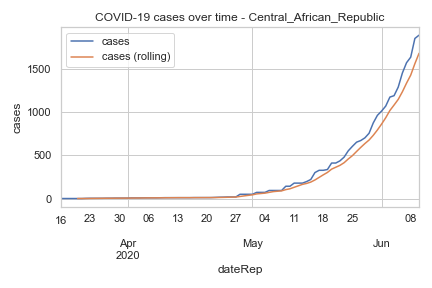 COVID-19 cases over time - Central_African_Republic
cases
cases (rolling)
cases
1500
1000
500
0
16 23 30 06 13 20 27 04 11 18 25 08
Apr May Jun
2020
dateRep